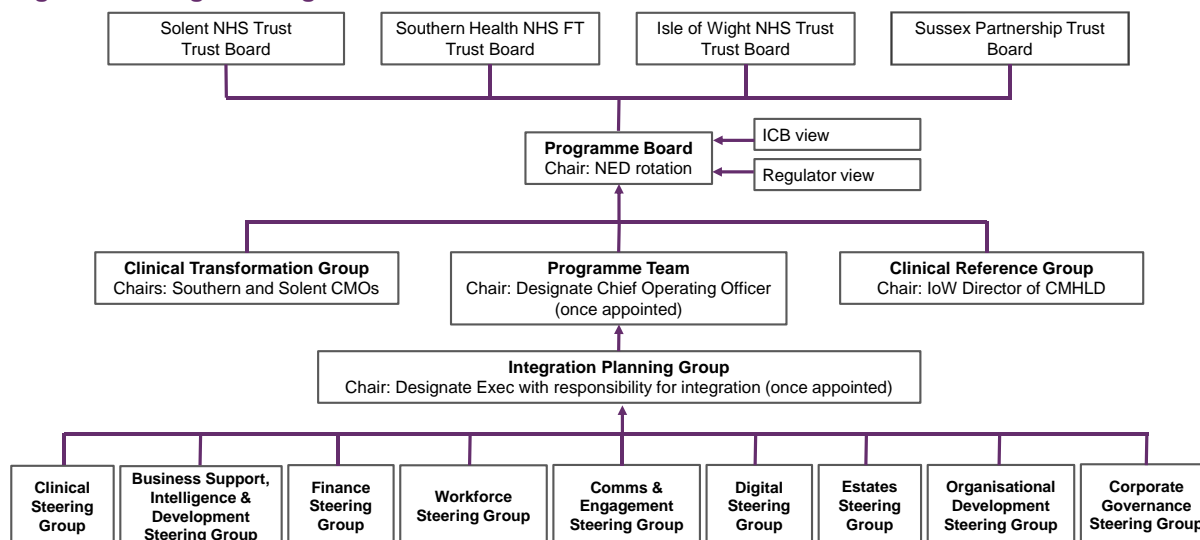 Solent NHS Trust
Trust Board
Southern Health NHS FT
Trust Board
Isle of Wight NHS Trust
Trust Board
Sussex Partnership Trust
Board
Programme Board
Chair: NED rotation
ICB view
Regulator view
Clinical Transformation Group
Chairs: Southern and Solent CMOs
Programme Team
Chair: Designate Chief Operating Officer
(once appointed)
Clinical Reference Group
Chair: IoW Director of CMHLD
Integration Planning Group
Chair: Designate Exec with responsibility for integration (once appointed)
Clinical
Steering
Group
Business Support,
Intelligence &
Development
Steering Group
Finance
Steering
Group
Workforce
Steering Group
Comms &
Engagement
Steering Group
Digital
Steering
Group
Estates
Steering
Group
Organisational
Development
Steering Group
Corporate
Governance
Steering Group